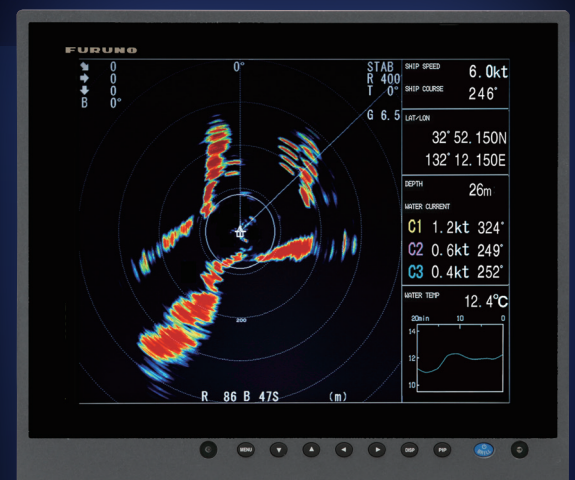 FURUNO
0
0
0
B 0°
0°
STAB
R 400
T 0°
G 6.5
200
R 86 B 47S (m)
SHIP SPEED
6.0kt
SHIP COURSE
246°
LAT/LON
32°52.150N
132°12.150E
DEPTH
26m
WATER CURRENT
C1 1.2kt 324°
C2 0.6kt 249°
C3 0.4kt 252°
WATER TEMP
12.4°C
20min 10 0
14
12
10
MENU DISP PIP